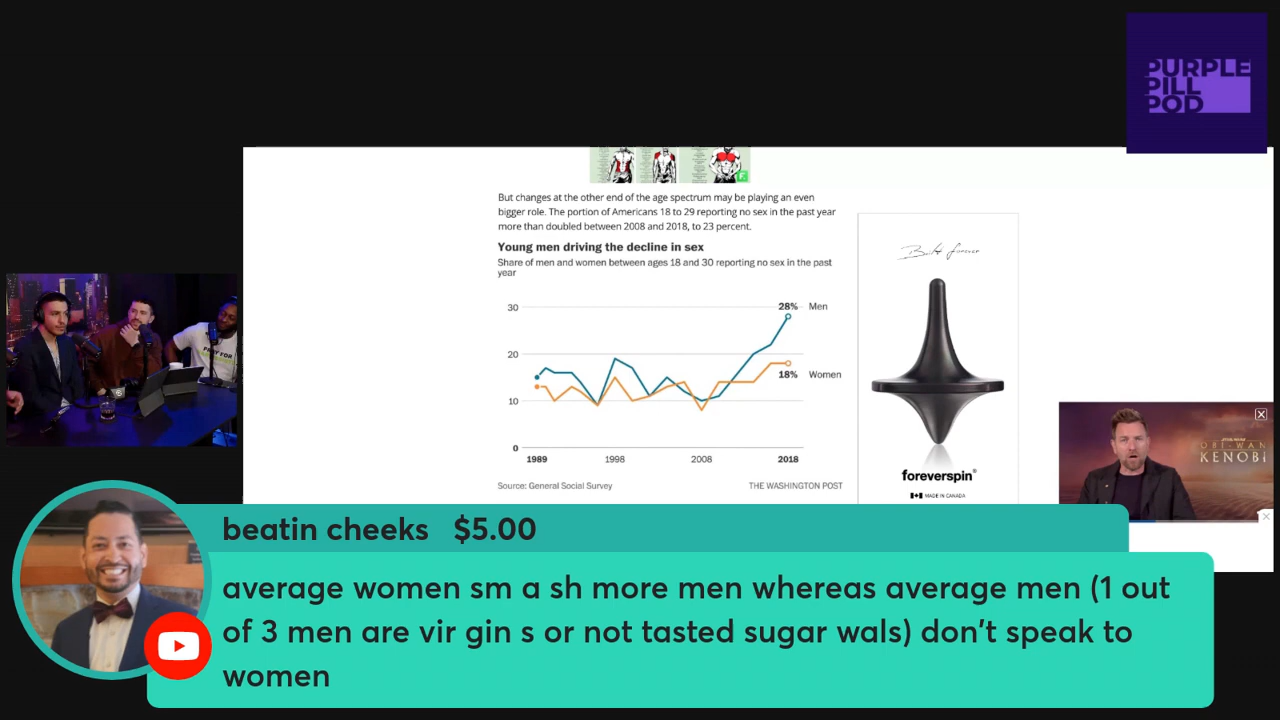 PURPLE
PILL
POD
But changes at the other end of the age spectrum may be playing an even
bigger role. The portion of Americans 18 to 29 reporting no sex in the past year
more than doubled between 2008 and 2018, to 23 percent.
Young men driving the decline in sex
Share of men and women between ages 18 and 30 reporting no sex in the past
year
30
28% Men
20
18% Women
10
0
1989 1998 2008 2018
Source: General Social Survey THE WASHINGTON POST
foreverspin®
MADE IN CANADA
STAR WARS
OBI-WAN
KENOBI
beatin cheeks $5.00
average women sm a sh more men whereas average men (1 out
of 3 men are vir gin s or not tasted sugar wals) don't speak to
women